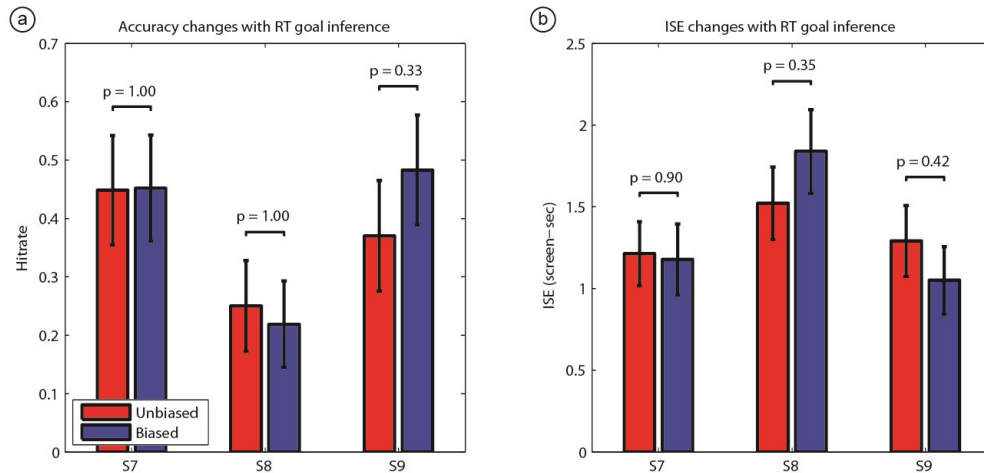 a
Accuracy changes with RT goal inference
0.7
0.6
0.5
0.4
0.3
0.2
0.1
0
Hitrate
p = 1.00
p = 1.00
p = 0.33
Unbiased
Biased
S7
S8
S9
b
ISE changes with RT goal inference
2.5
2
1.5
1
0.5
0
ISE (screen−sec)
p = 0.90
p = 0.35
p = 0.42
S7
S8
S9